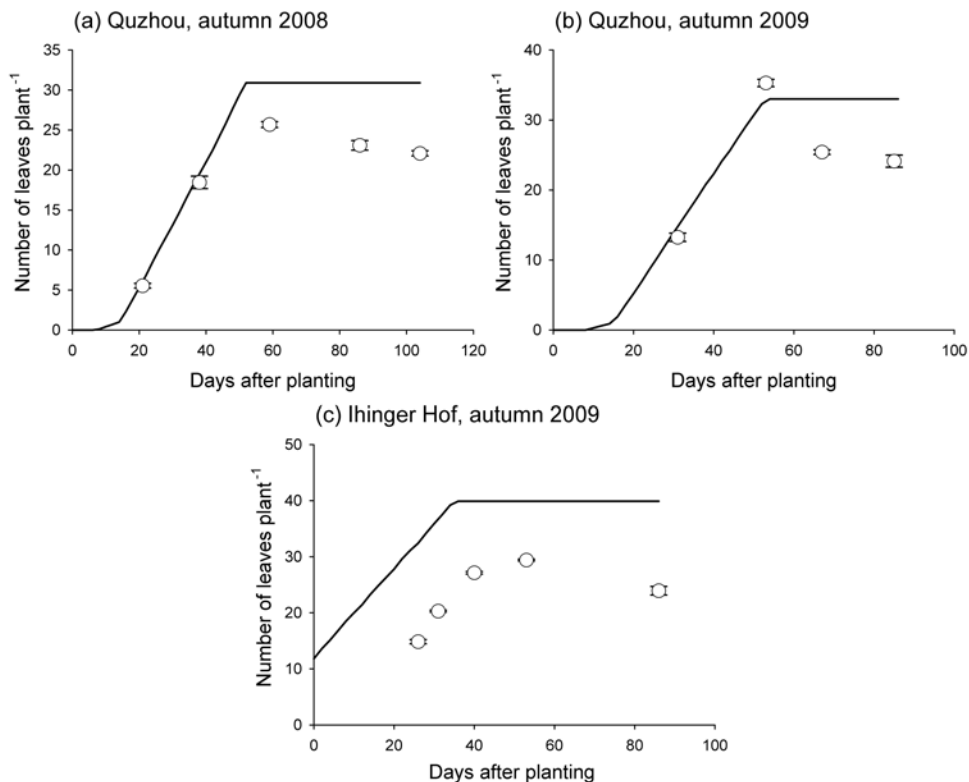 (a) Quzhou, autumn 2008
Number of leaves plant⁻¹
35
30
25
20
15
10
5
0
0 20 40 60 80 100 120
Days after planting
(b) Quzhou, autumn 2009
Number of leaves plant⁻¹
40
30
20
10
0
0 20 40 60 80 100
Days after planting
(c) Ihinger Hof, autumn 2009
Number of leaves plant⁻¹
50
40
30
20
10
0
0 20 40 60 80 100
Days after planting